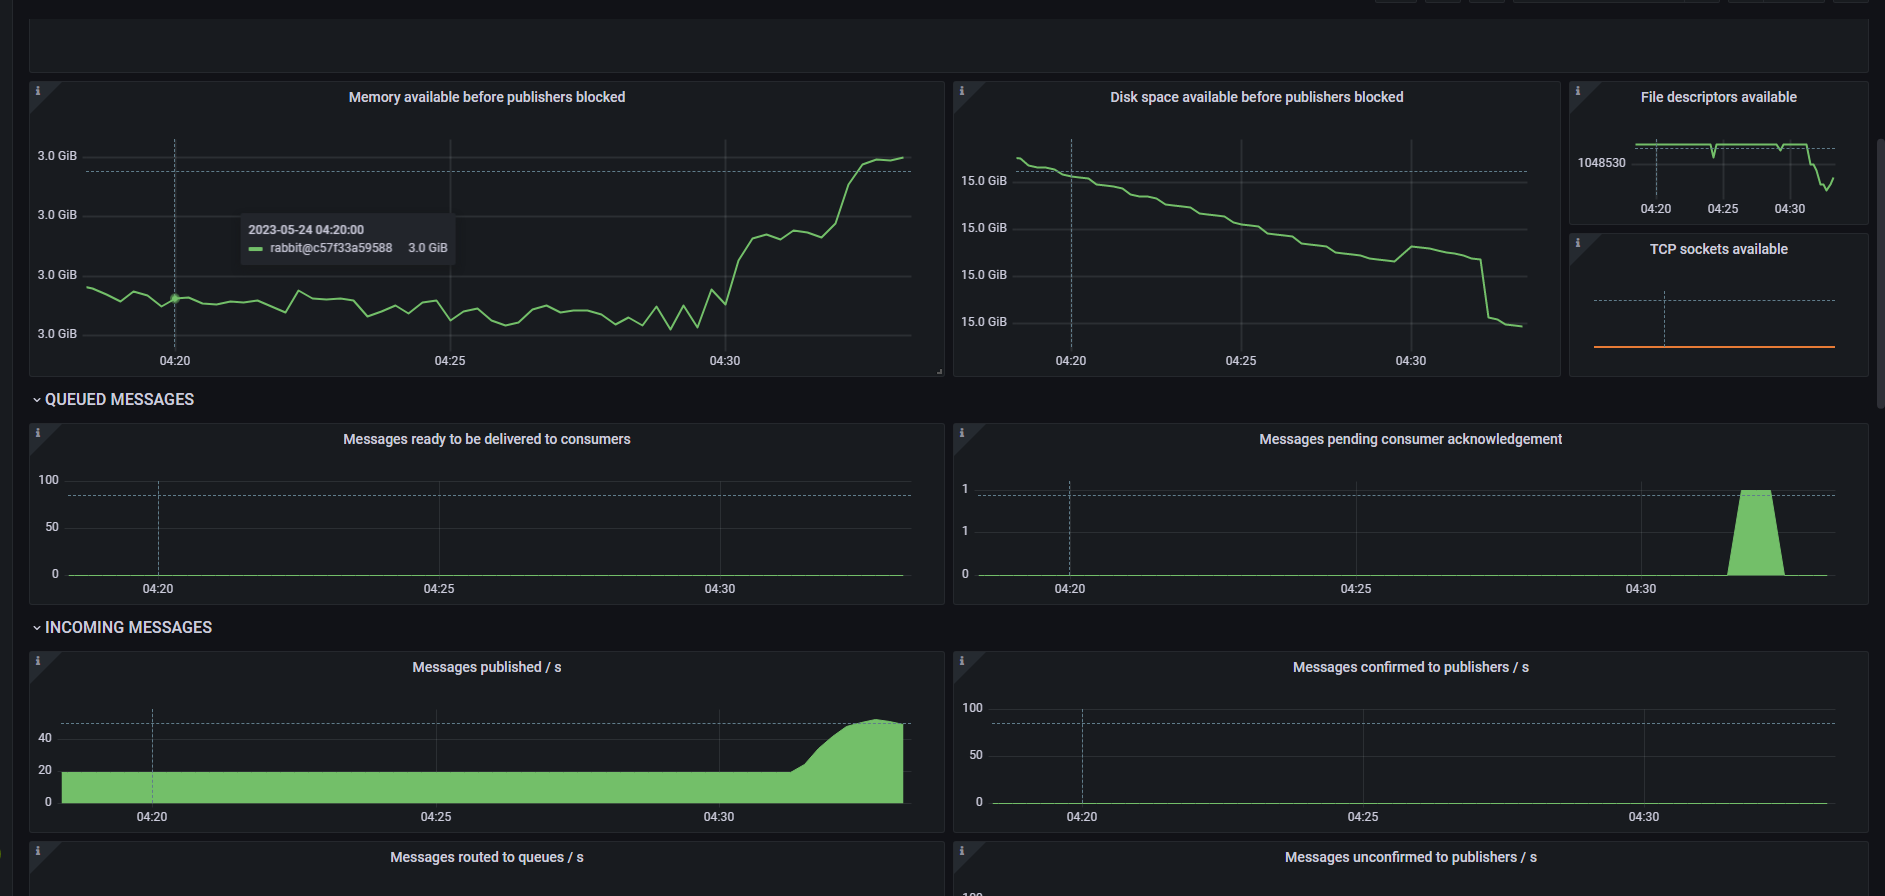 Memory available before publishers blocked
3.0 GiB
3.0 GiB
3.0 GiB
3.0 GiB
2023-05-24 04:20:00
rabbit@c57f33a59588 3.0 GiB
04:20 04:25 04:30
Disk space available before publishers blocked
15.0 GiB
15.0 GiB
15.0 GiB
15.0 GiB
04:20 04:25 04:30
File descriptors available
1048530
04:20 04:25 04:30
TCP sockets available
QUEUED MESSAGES
Messages ready to be delivered to consumers
100
50
0
04:20 04:25 04:30
Messages pending consumer acknowledgement
1
1
0
04:20 04:25 04:30
INCOMING MESSAGES
Messages published / s
40
20
0
04:20 04:25 04:30
Messages confirmed to publishers / s
100
50
0
04:20 04:25 04:30
Messages routed to queues / s
Messages unconfirmed to publishers / s